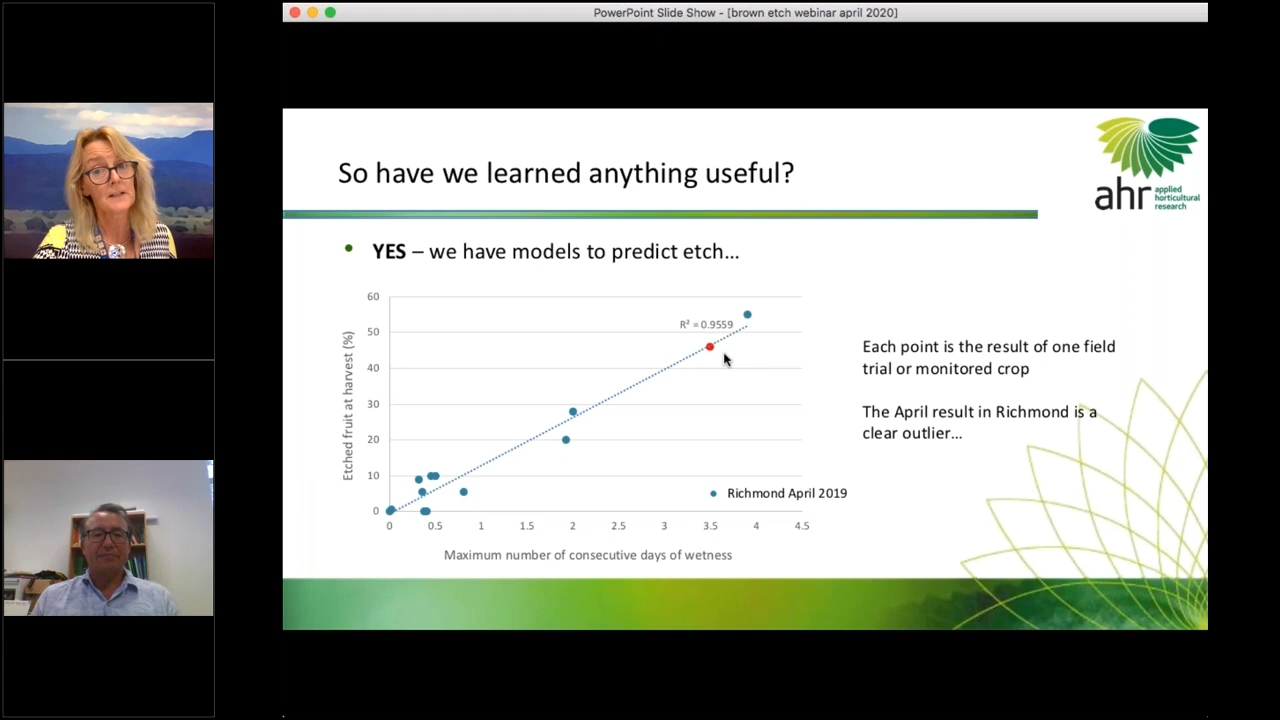 PowerPoint Slide Show - [brown etch webinar april 2020]
So have we learned anything useful?
ahr applied
horticultural
research
• YES – we have models to predict etch...
60
50
40
30
20
10
0
Etched fruit at harvest (%)
R² = 0.9559
Richmond April 2019
0 0.5 1 1.5 2 2.5 3 3.5 4 4.5
Maximum number of consecutive days of wetness
Each point is the result of one field
trial or monitored crop
The April result in Richmond is a
clear outlier...